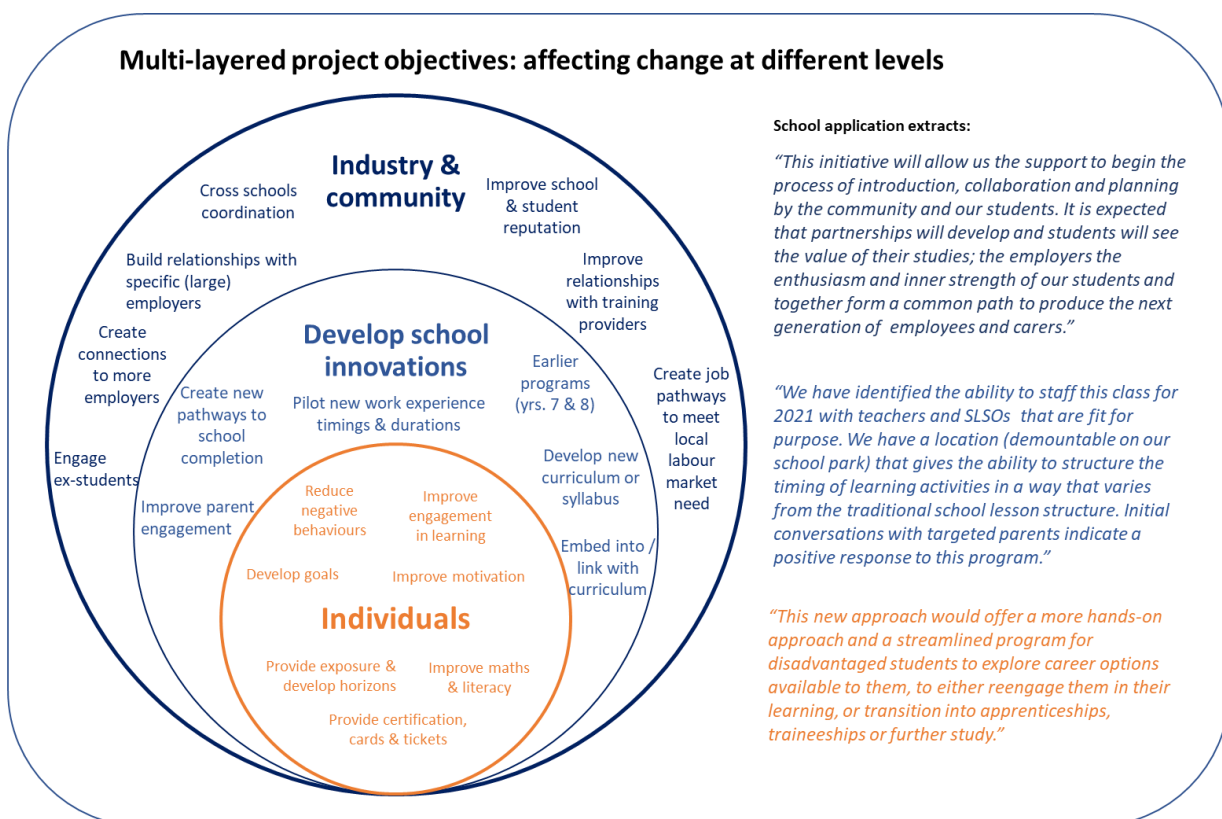 Multi-layered project objectives: affecting change at different levels
Industry &
community
Cross schools
coordination
Improve school
& student
reputation
Build relationships with
specific (large)
employers
Improve
relationships
with training
providers
Create
connections
to more
employers
Create job
pathways
to meet
local
labour
market
need
Engage
ex-students
Develop school
innovations
Create new
pathways to
school
completion
Pilot new work experience
timings & durations
Earlier
programs
(yrs. 7 & 8)
Develop new
curriculum or
syllabus
Improve parent
engagement
Embed into /
link with
curriculum
Reduce
negative
behaviours
Improve
engagement
in learning
Develop goals
Improve motivation
Individuals
Provide exposure &
develop horizons
Improve maths
& literacy
Provide certification,
cards & tickets
School application extracts:
“This initiative will allow us the support to begin the
process of introduction, collaboration and planning
by the community and our students. It is expected
that partnerships will develop and students will see
the value of their studies; the employers the
enthusiasm and inner strength of our students and
together form a common path to produce the next
generation of employees and carers.”
“We have identified the ability to staff this class for
2021 with teachers and SLSOs that are fit for
purpose. We have a location (demountable on our
school park) that gives the ability to structure the
timing of learning activities in a way that varies
from the traditional school lesson structure. Initial
conversations with targeted parents indicate a
positive response to this program.”
“This new approach would offer a more hands-on
approach and a streamlined program for
disadvantaged students to explore career options
available to them, to either reengage them in their
learning, or transition into apprenticeships,
traineeships or further study.”